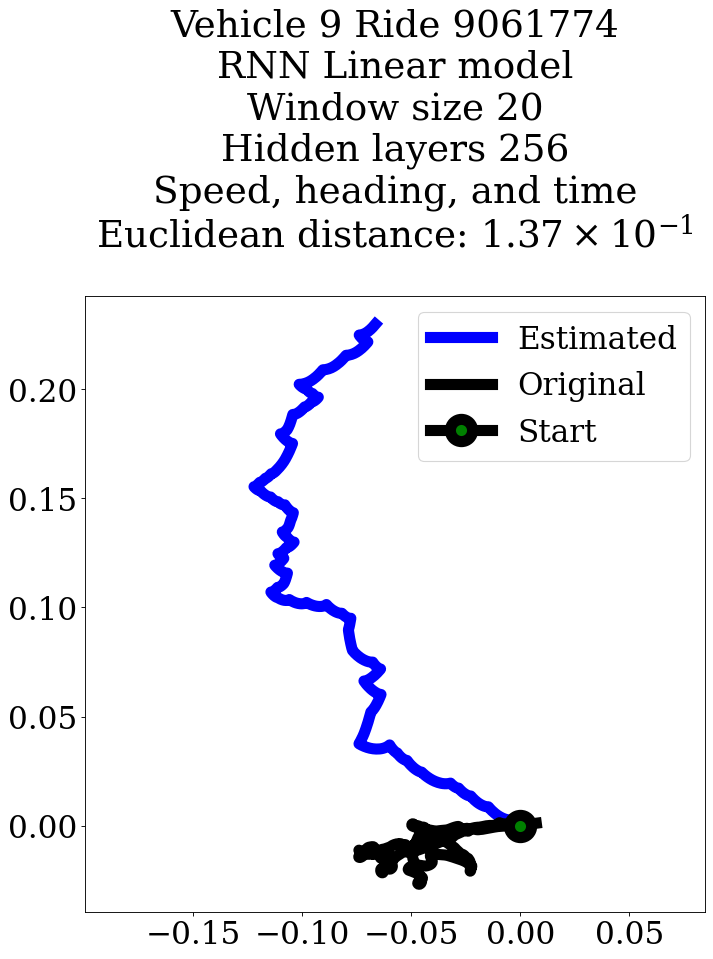 Vehicle 9 Ride 9061774
RNN Linear model
Window size 20
Hidden layers 256
Speed, heading, and time
Euclidean distance: 1.37 × 10⁻¹
Estimated
Original
Start
0.20
0.15
0.10
0.05
0.00
−0.15 −0.10 −0.05 0.00 0.05